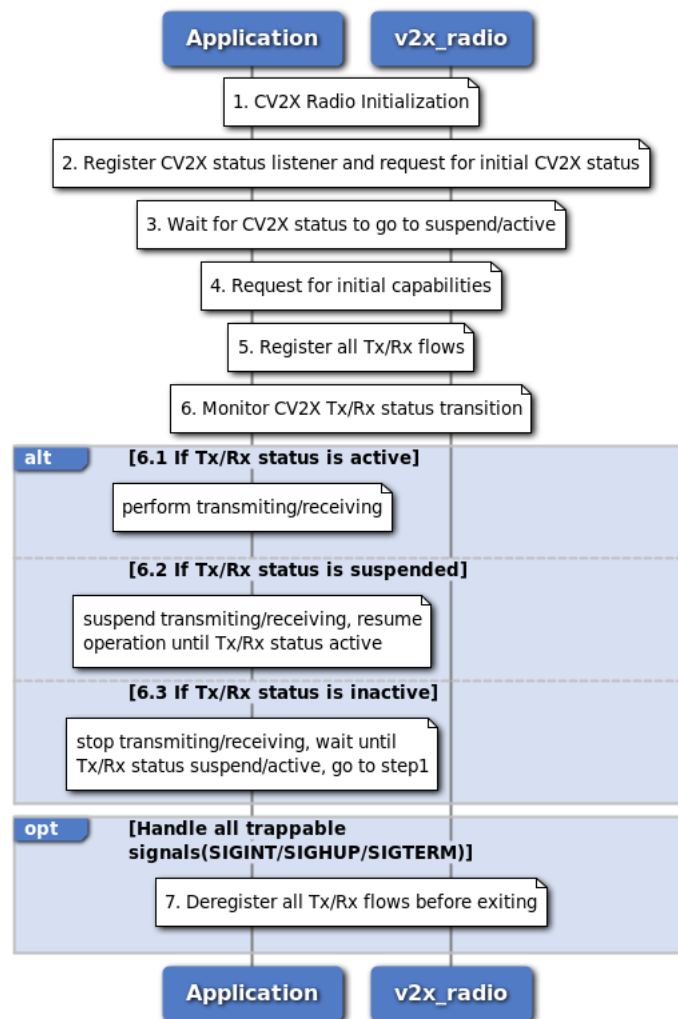 Application v2x_radio
1. CV2X Radio Initialization
2. Register CV2X status listener and request for initial CV2X status
3. Wait for CV2X status to go to suspend/active
4. Request for initial capabilities
5. Register all Tx/Rx flows
6. Monitor CV2X Tx/Rx status transition
alt [6.1 If Tx/Rx status is active]
perform transmiting/receiving
[6.2 If Tx/Rx status is suspended]
suspend transmiting/receiving, resume
operation until Tx/Rx status active
[6.3 If Tx/Rx status is inactive]
stop transmiting/receiving, wait until
Tx/Rx status suspend/active, go to step1
opt [Handle all trappable
signals(SIGINT/SIGHUP/SIGTERM)]
7. Deregister all Tx/Rx flows before exiting
Application v2x_radio